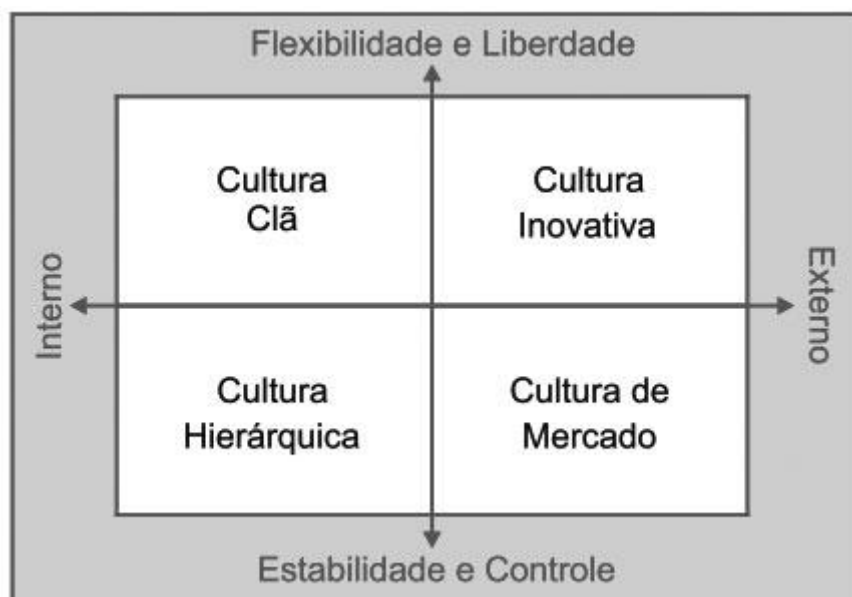 Flexibilidade e Liberdade
Cultura
Clã
Cultura
Inovativa
Interno
Externo
Cultura
Hierárquica
Cultura de
Mercado
Estabilidade e Controle